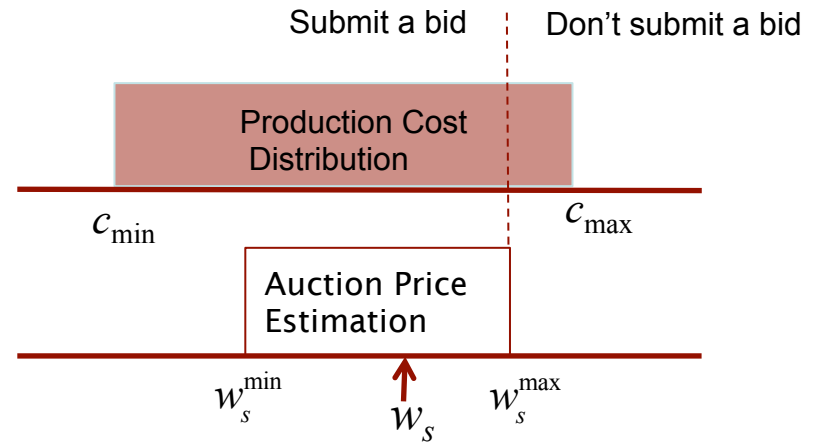 Submit a bid
Don't submit a bid
Production Cost
Distribution
c_min
c_max
Auction Price
Estimation
w_s^min
w_s
w_s^max